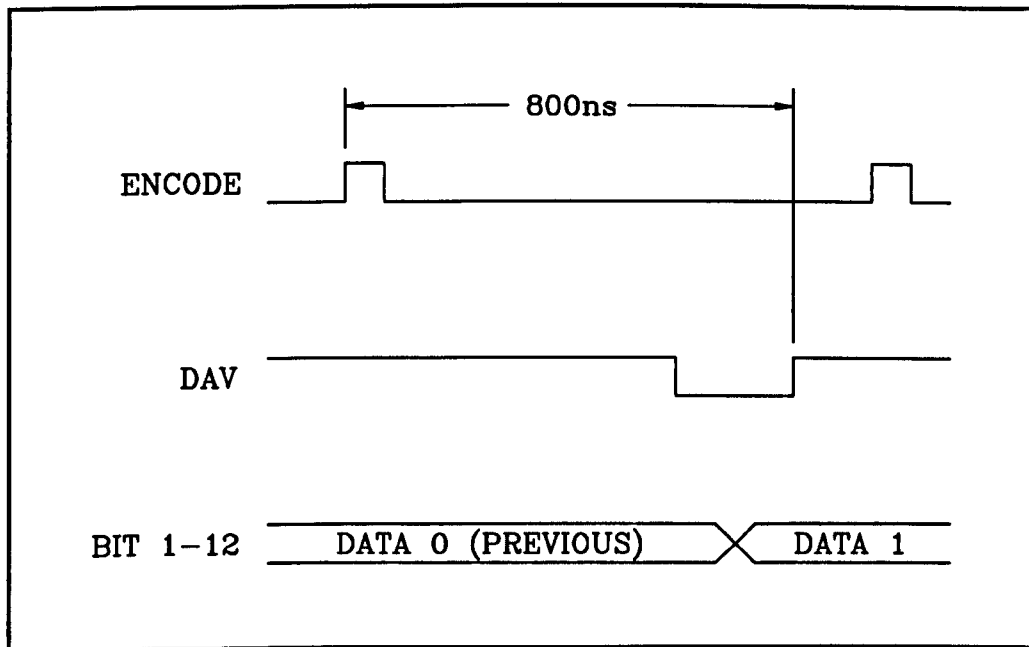 800ns
ENCODE
DAV
BIT 1-12
DATA 0 (PREVIOUS)
DATA 1